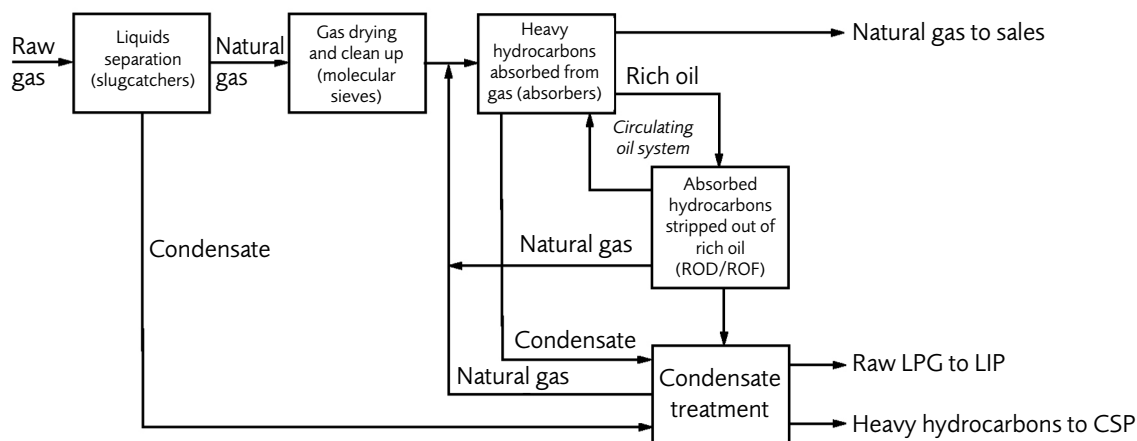 Raw
gas
Liquids
separation
(slugcatchers)
Natural
gas
Gas drying
and clean up
(molecular
sieves)
Heavy
hydrocarbons
absorbed from
gas (absorbers)
Natural gas to sales
Rich oil
Circulating
oil system
Absorbed
hydrocarbons
stripped out of
rich oil
(ROD/ROF)
Condensate
Natural gas
Condensate
Natural gas
Condensate
treatment
Raw LPG to LIP
Heavy hydrocarbons to CSP